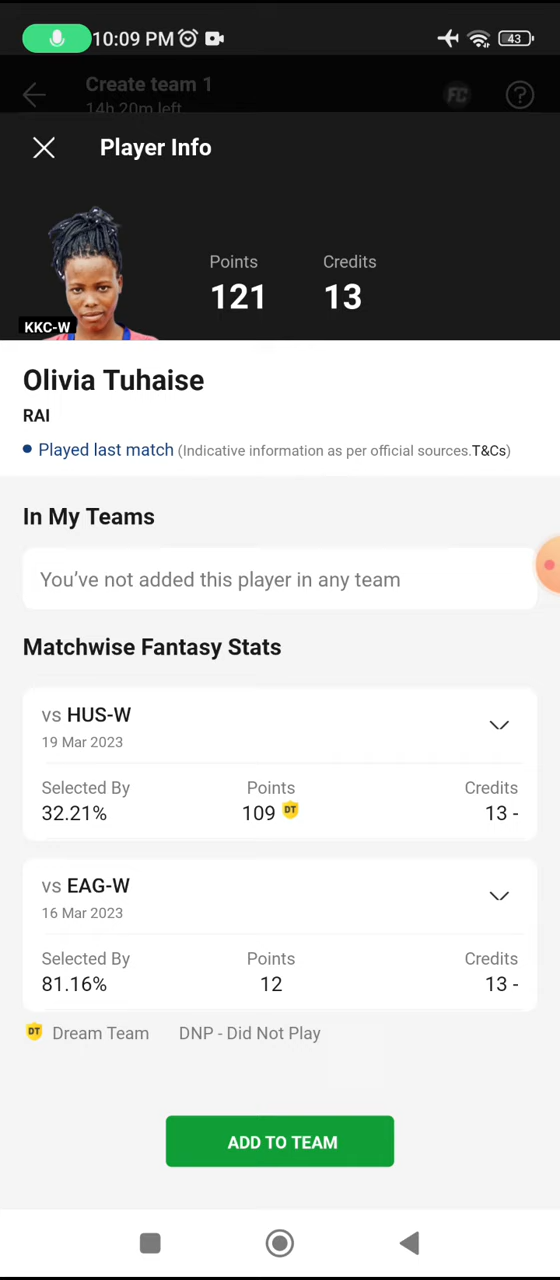 10:09 PM
43
Create team 1
14h 20m left
FC
?
Player Info
Points
Credits
121
13
KKC-W
Olivia Tuhaise
RAI
Played last match (Indicative information as per official sources.T&Cs)
In My Teams
You’ve not added this player in any team
Matchwise Fantasy Stats
vs HUS-W
19 Mar 2023
Selected By
Points
Credits
32.21%
109 DT
13 -
vs EAG-W
16 Mar 2023
Selected By
Points
Credits
81.16%
12
13 -
DT Dream Team
DNP - Did Not Play
ADD TO TEAM